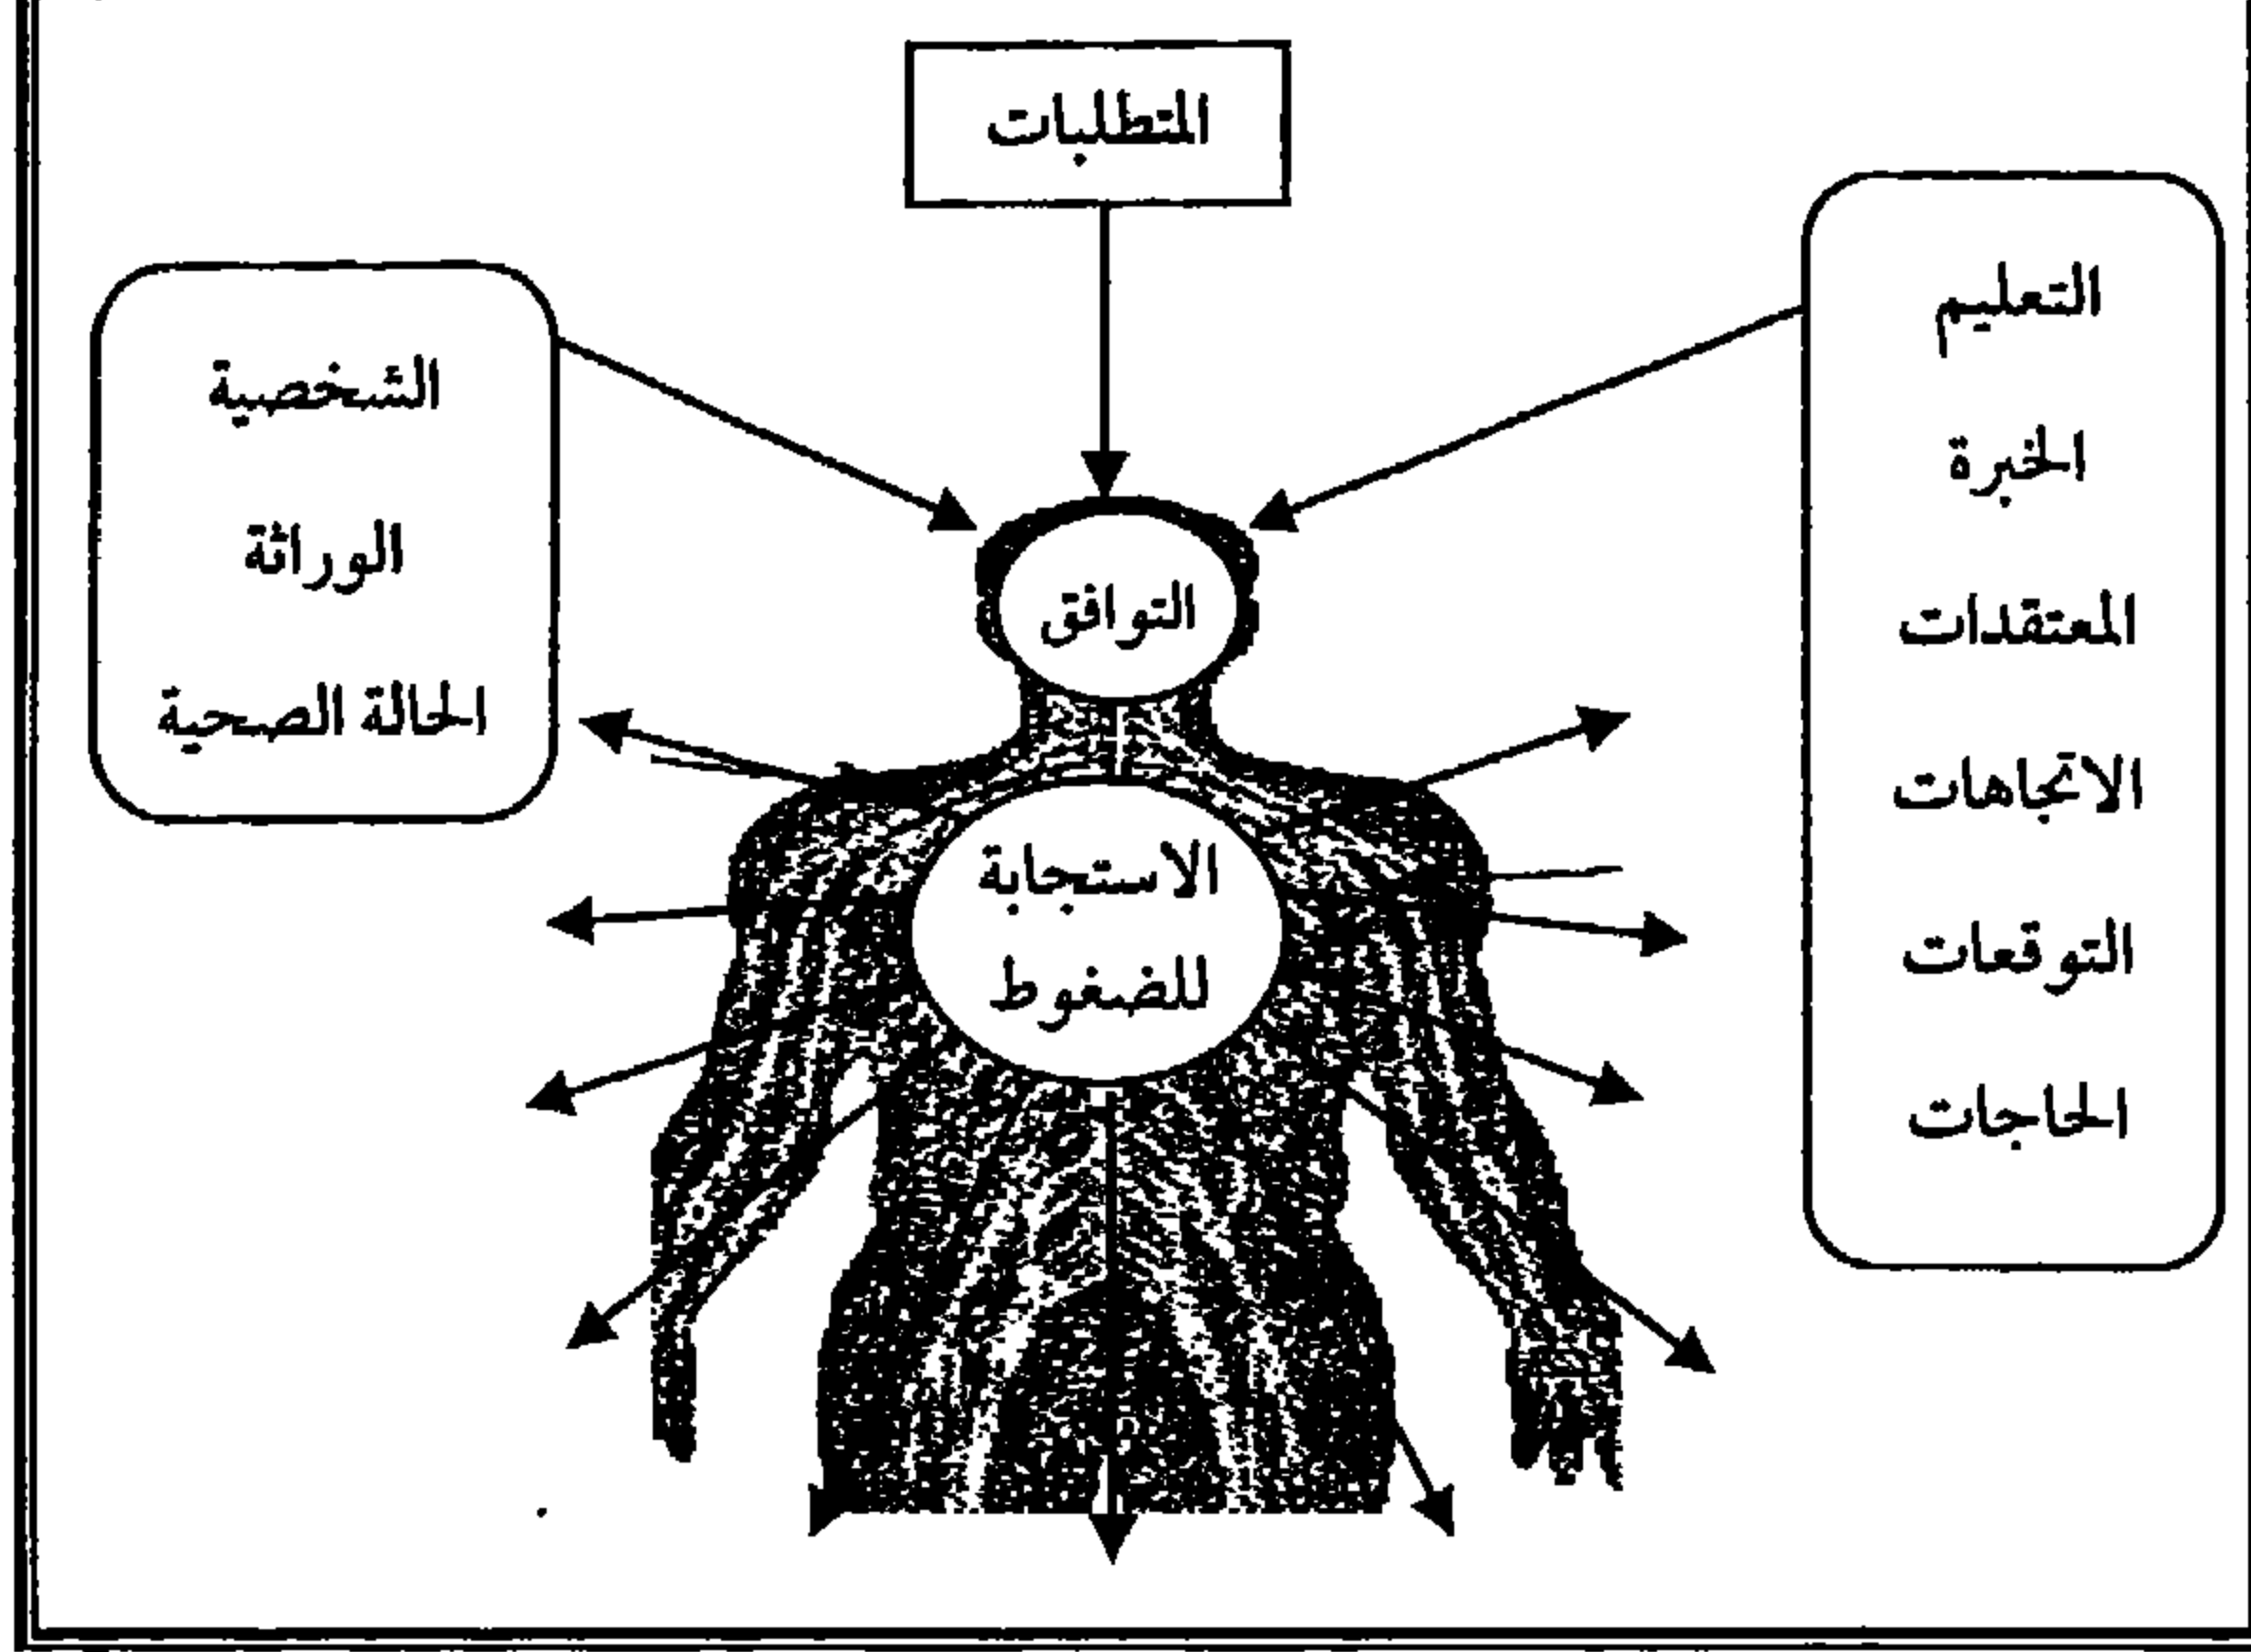 المتطلبات
التعليم
الخبرة
المعتقدات
الاتجاهات
التوقعات
الحاجات
الشخصية
الوراثة
الحالة الصحية
التوافق
الاستجابة
للضغوط